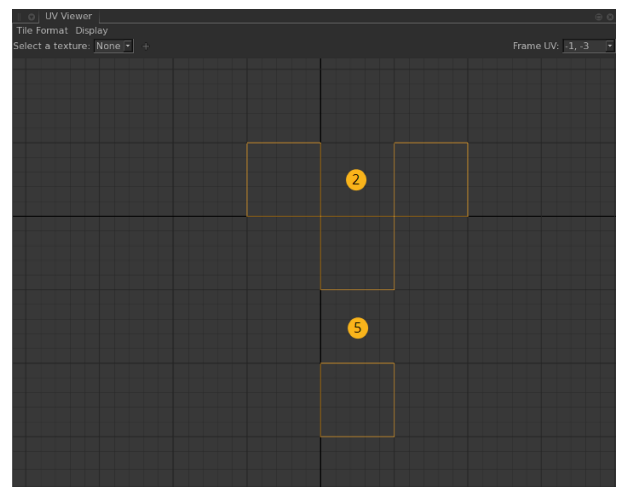 UV Viewer
Tile Format Display
Select a texture: None Frame UV: -1, -3
2
5